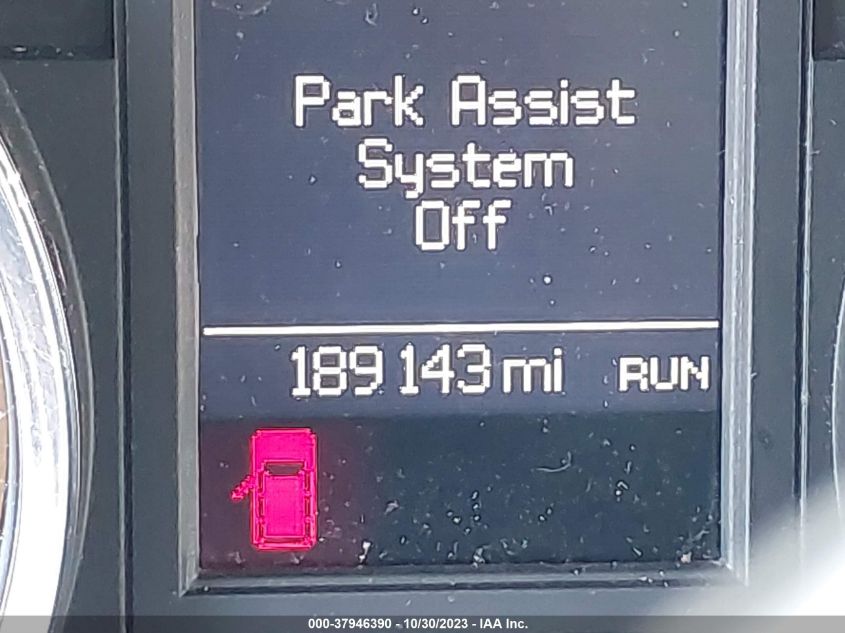 Park Assist
System
Off
189143 mi RUN
000-37946390 - 10/30/2023 - IAA Inc.